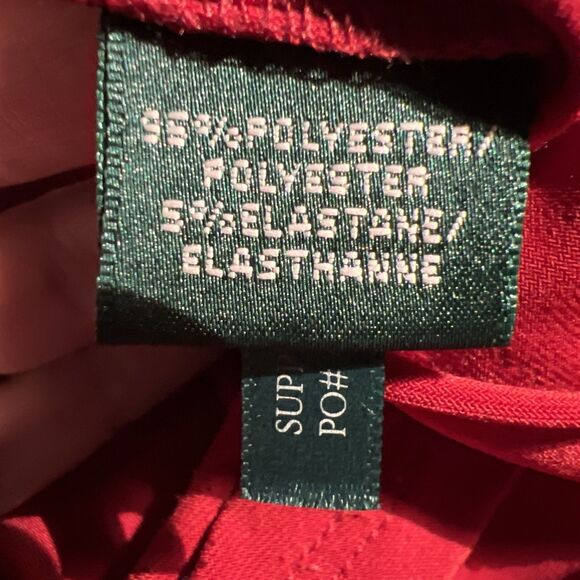 95%POLYESTER/
POLYESTER
5%ELASTANE/
ELASTHANNE
SUP
PO#